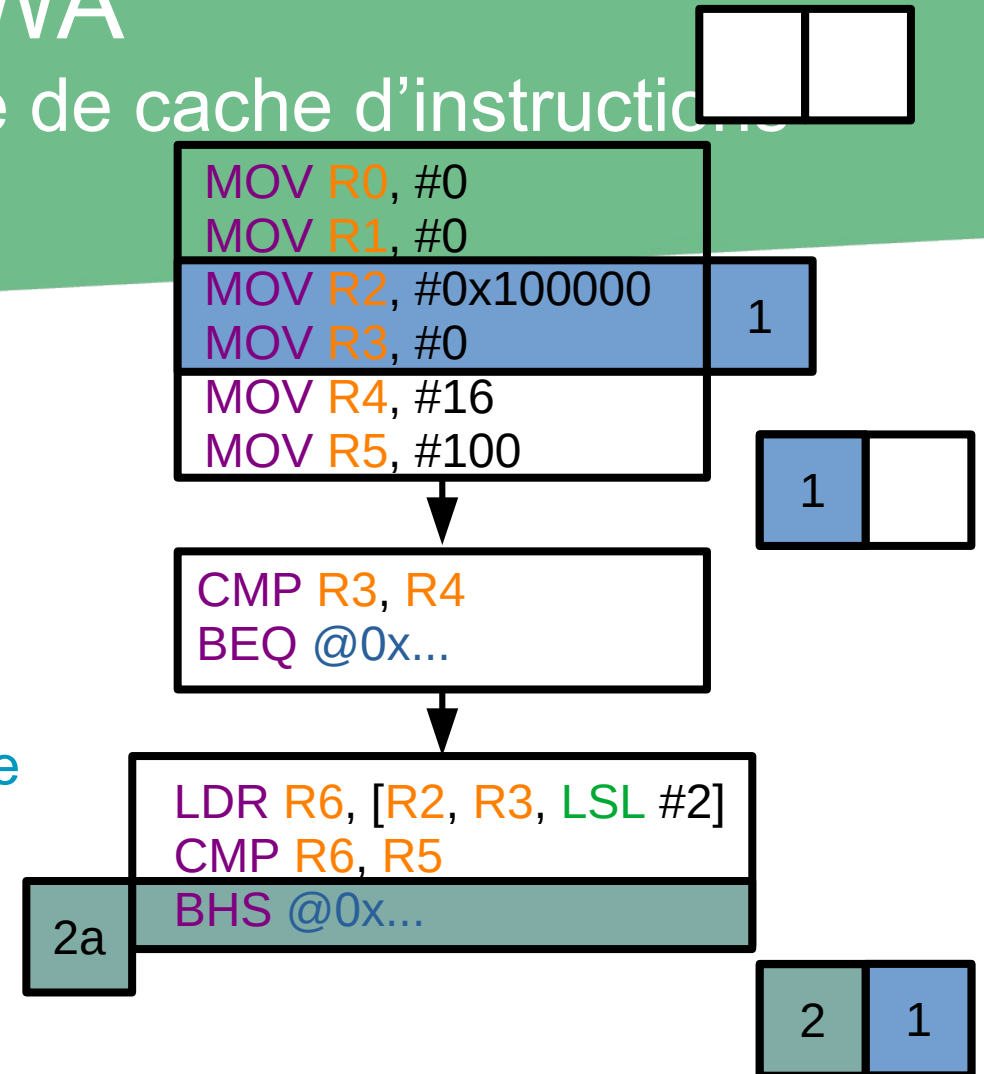 de cache d'instructions
MOV R0, #0
MOV R1, #0
MOV R2, #0x100000
MOV R3, #0
1
MOV R4, #16
MOV R5, #100
1
CMP R3, R4
BEQ @0x...
LDR R6, [R2, R3, LSL #2]
CMP R6, R5
BHS @0x...
2a
2 1